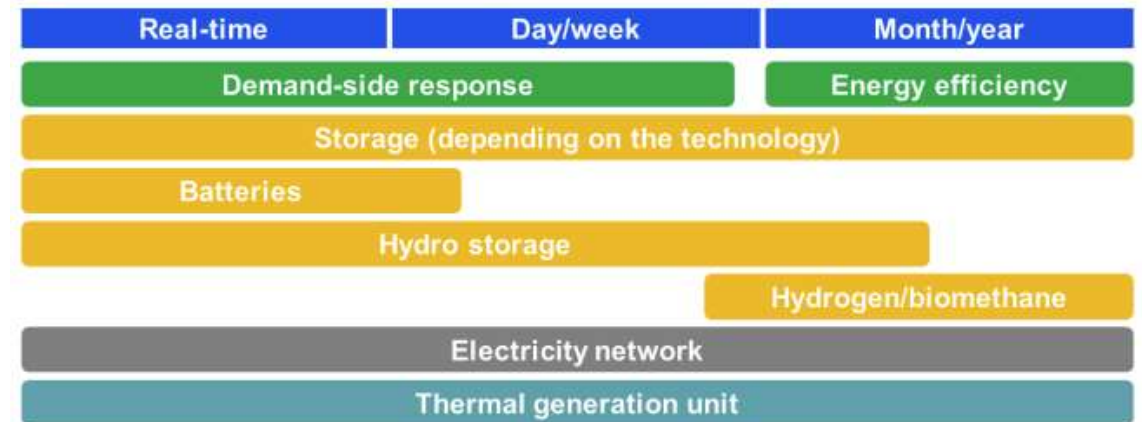 Real-time Day/week Month/year
Demand-side response Energy efficiency
Storage (depending on the technology)
Batteries
Hydro storage
Hydrogen/biomethane
Electricity network
Thermal generation unit